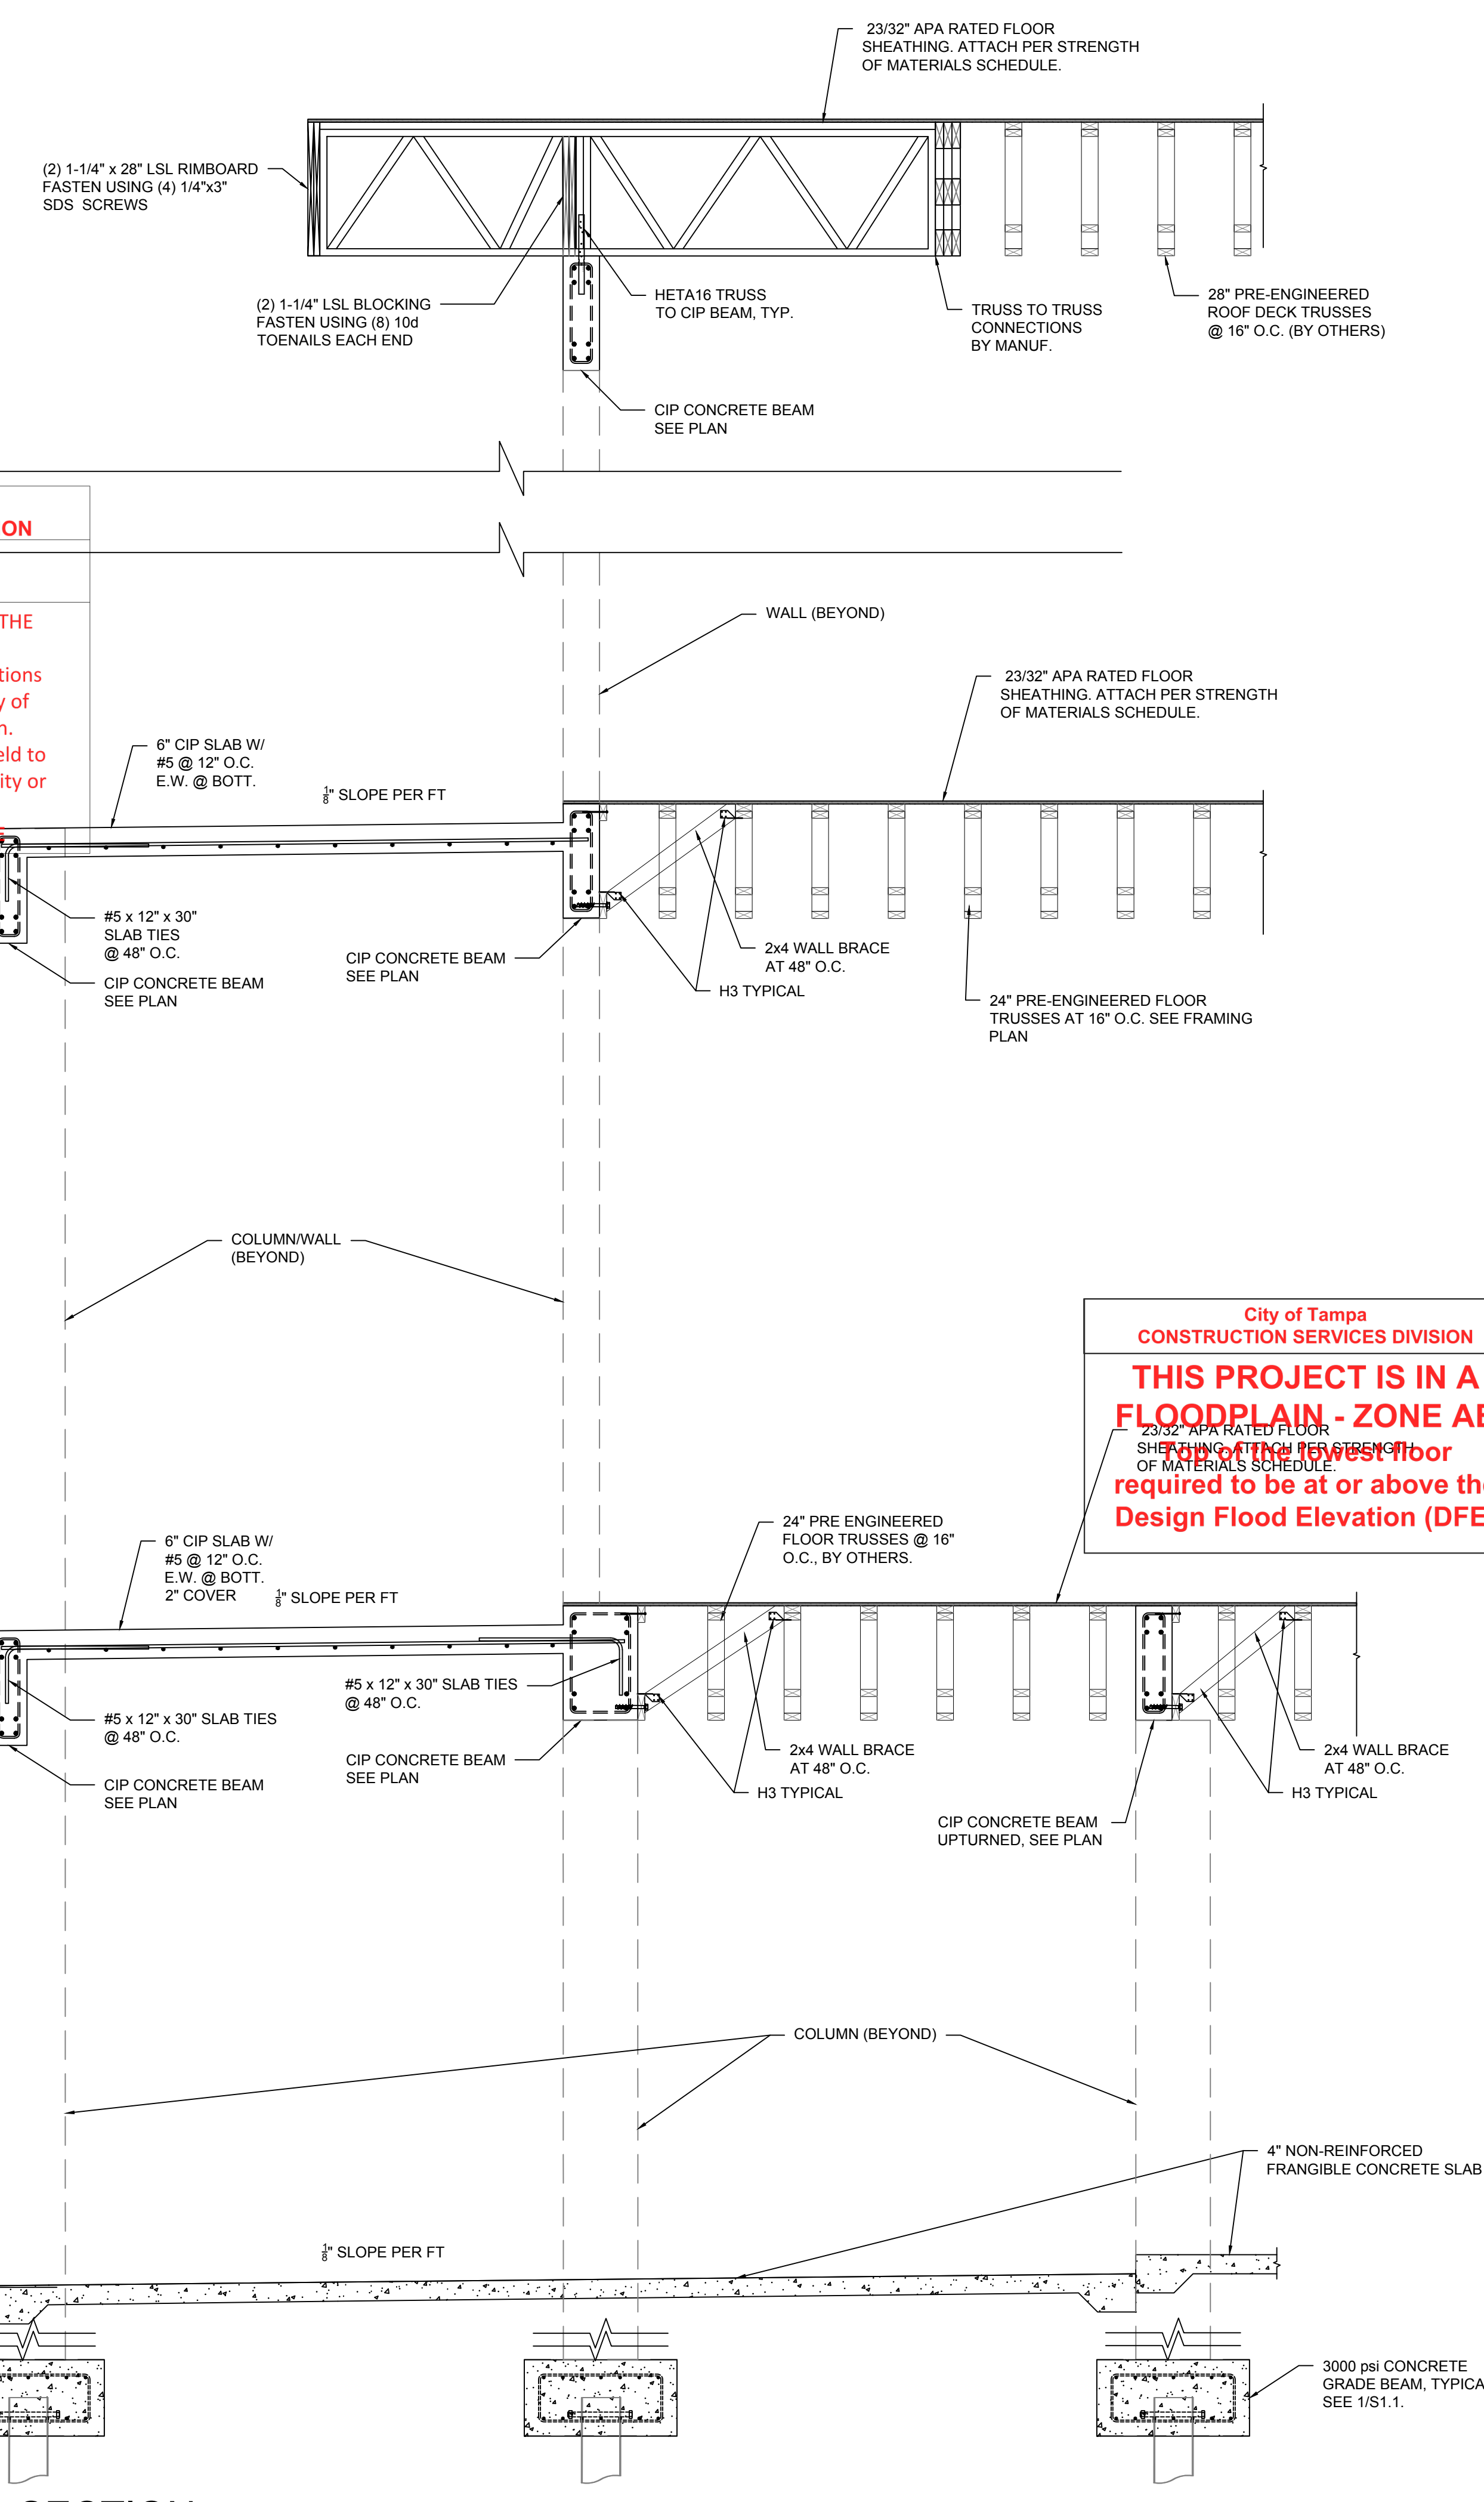 23/32" APA RATED FLOOR
SHEATHING. ATTACH PER STRENGTH
OF MATERIALS SCHEDULE.
(2) 1-1/4" x 28" LSL RIMBOARD
FASTEN USING (4) 1/4"x3"
SDS SCREWS
(2) 1-1/4" LSL BLOCKING
FASTEN USING (8) 10d
TOENAILS EACH END
HETA16 TRUSS
TO CIP BEAM, TYP.
TRUSS TO TRUSS
CONNECTIONS
BY MANUF.
28" PRE-ENGINEERED
ROOF DECK TRUSSES
@ 16" O.C. (BY OTHERS)
CIP CONCRETE BEAM
SEE PLAN
ON
THE
tions
y of
n.
eld to
ity or
WALL (BEYOND)
23/32" APA RATED FLOOR
SHEATHING. ATTACH PER STRENGTH
OF MATERIALS SCHEDULE.
6" CIP SLAB W/
#5 @ 12" O.C.
E.W. @ BOTT.
1/8" SLOPE PER FT
#5 x 12" x 30"
SLAB TIES
@ 48" O.C.
CIP CONCRETE BEAM
SEE PLAN
CIP CONCRETE BEAM
SEE PLAN
2x4 WALL BRACE
AT 48" O.C.
H3 TYPICAL
24" PRE-ENGINEERED FLOOR
TRUSSES AT 16" O.C. SEE FRAMING
PLAN
COLUMN/WALL
(BEYOND)
City of Tampa
CONSTRUCTION SERVICES DIVISION
THIS PROJECT IS IN A
FLOODPLAIN - ZONE AE
Top of the lowest floor
required to be at or above the
Design Flood Elevation (DFE
23/32" APA RATED FLOOR
SHEATHING. ATTACH PER STRENGTH
OF MATERIALS SCHEDULE.
24" PRE ENGINEERED
FLOOR TRUSSES @ 16"
O.C., BY OTHERS.
6" CIP SLAB W/
#5 @ 12" O.C.
E.W. @ BOTT.
2" COVER
1/8" SLOPE PER FT
#5 x 12" x 30" SLAB TIES
@ 48" O.C.
#5 x 12" x 30" SLAB TIES
@ 48" O.C.
CIP CONCRETE BEAM
SEE PLAN
CIP CONCRETE BEAM
SEE PLAN
2x4 WALL BRACE
AT 48" O.C.
H3 TYPICAL
2x4 WALL BRACE
AT 48" O.C.
H3 TYPICAL
CIP CONCRETE BEAM
UPTURNED, SEE PLAN
COLUMN (BEYOND)
4" NON-REINFORCED
FRANGIBLE CONCRETE SLAB
1/8" SLOPE PER FT
3000 psi CONCRETE
GRADE BEAM, TYPICA
SEE 1/S1.1.